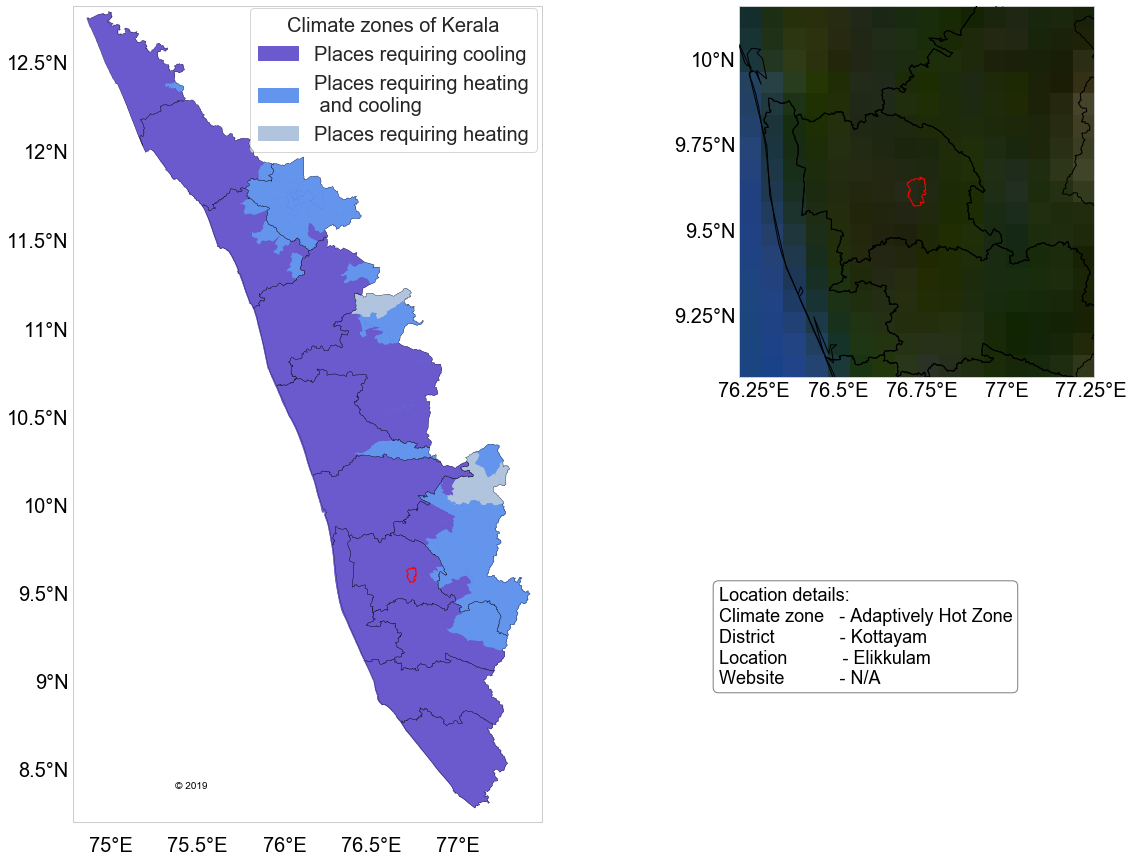 Climate zones of Kerala
Places requiring cooling
Places requiring heating
and cooling
Places requiring heating
12.5°N
12°N
11.5°N
11°N
10.5°N
10°N
9.5°N
9°N
8.5°N
75°E 75.5°E 76°E 76.5°E 77°E
© 2019
10°N
9.75°N
9.5°N
9.25°N
76.25°E 76.5°E 76.75°E 77°E 77.25°E
Location details:
Climate zone - Adaptively Hot Zone
District - Kottayam
Location - Elikkulam
Website - N/A